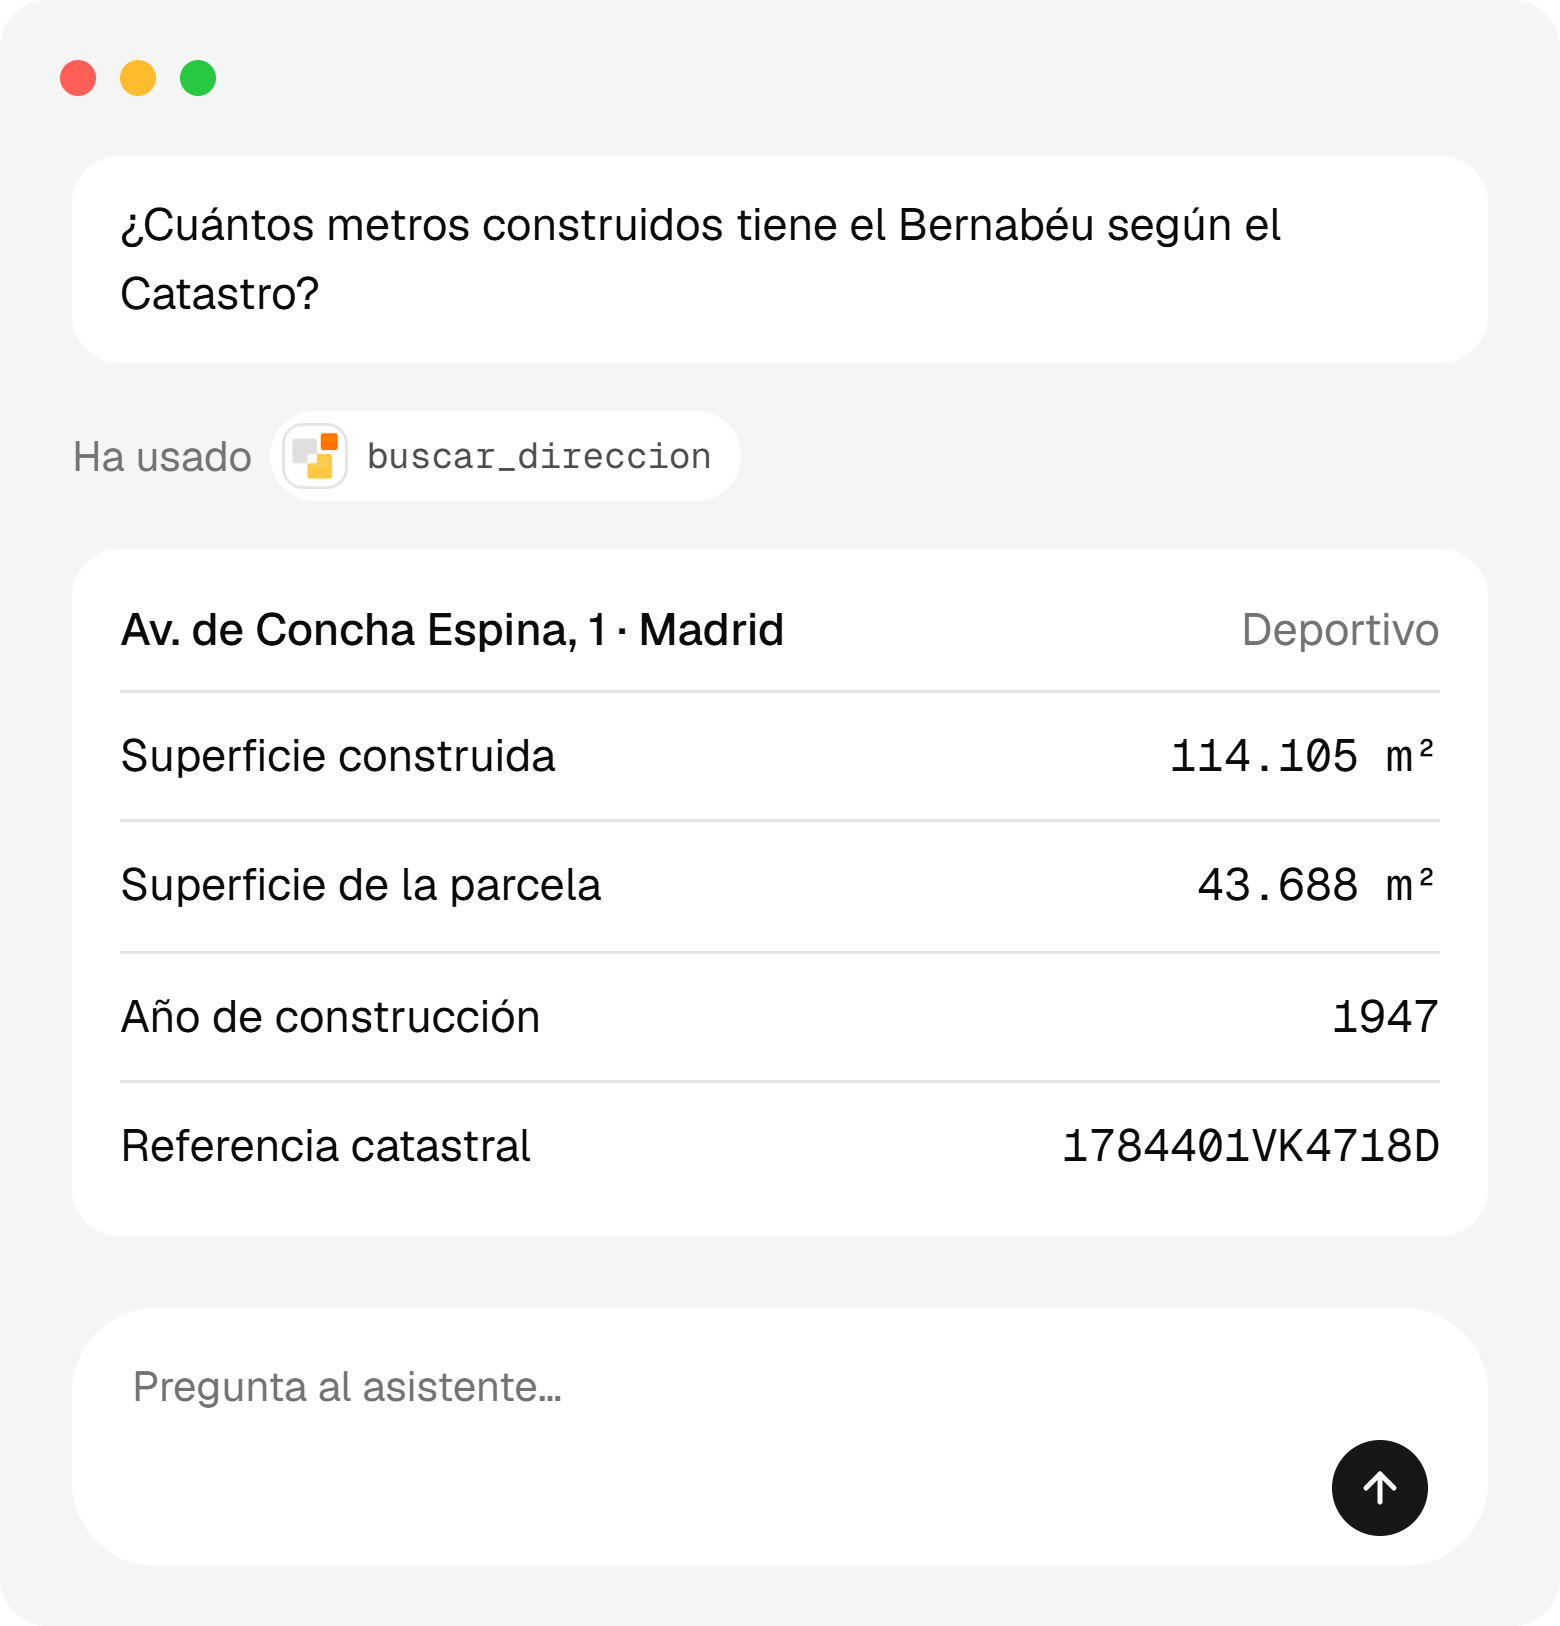 ¿Cuántos metros construidos tiene el Bernabéu según el
Catastro?
Ha usado buscar_direccion
Av. de Concha Espina, 1 · Madrid Deportivo
Superficie construida 114.105 m²
Superficie de la parcela 43.688 m²
Año de construcción 1947
Referencia catastral 1784401VK4718D
Pregunta al asistente…